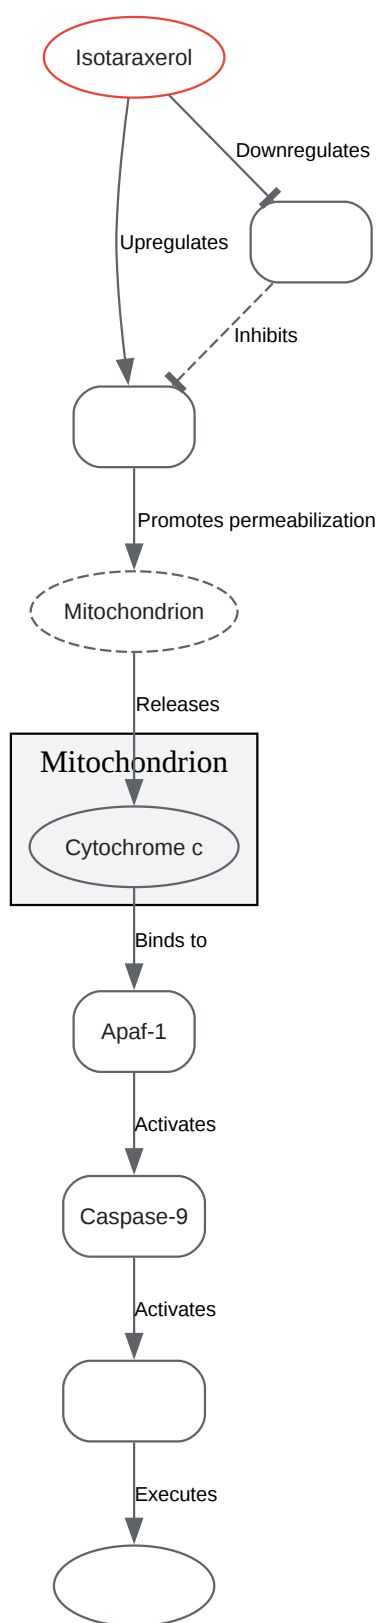 Isotaraxerol
Downregulates
Upregulates
Inhibits
Promotes permeabilization
Mitochondrion
Releases
Mitochondrion
Cytochrome c
Binds to
Apaf-1
Activates
Caspase-9
Activates
Executes